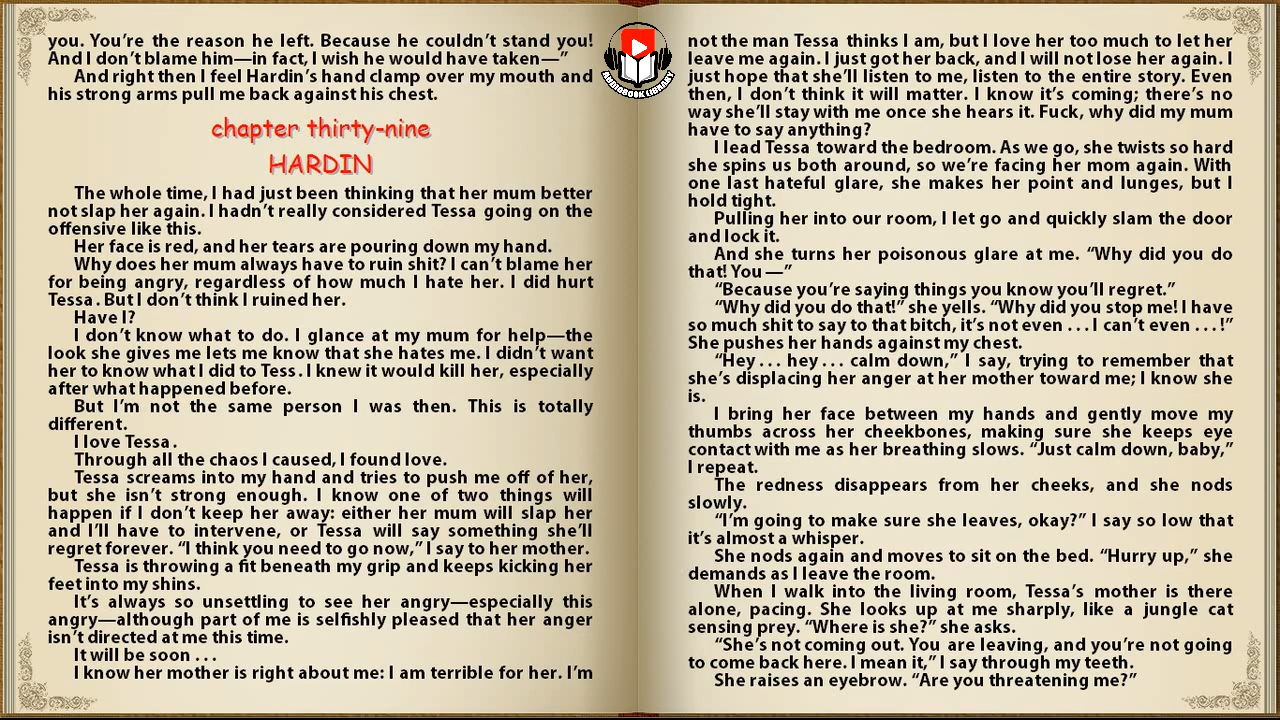 you. You’re the reason he left. Because he couldn’t stand you!
And I don’t blame him—in fact, I wish he would have taken—”
And right then I feel Hardin’s hand clamp over my mouth and
his strong arms pull me back against his chest.
chapter thirty-nine
HARDIN
The whole time, I had just been thinking that her mum better
not slap her again. I hadn’t really considered Tessa going on the
offensive like this.
Her face is red, and her tears are pouring down my hand.
Why does her mum always have to ruin shit? I can’t blame her
for being angry, regardless of how much I hate her. I did hurt
Tessa. But I don’t think I ruined her.
Have I?
I don’t know what to do. I glance at my mum for help—the
look she gives me lets me know that she hates me. I didn’t want
her to know what I did to Tess. I knew it would kill her, especially
after what happened before.
But I’m not the same person I was then. This is totally
different.
I love Tessa.
Through all the chaos I caused, I found love.
Tessa screams into my hand and tries to push me off of her,
but she isn’t strong enough. I know one of two things will
happen if I don’t keep her away: either her mum will slap her
and I’ll have to intervene, or Tessa will say something she’ll
regret forever. “I think you need to go now,” I say to her mother.
Tessa is throwing a fit beneath my grip and keeps kicking her
feet into my shins.
It’s always so unsettling to see her angry—especially this
angry—although part of me is selfishly pleased that her anger
isn’t directed at me this time.
It will be soon . . .
I know her mother is right about me: I am terrible for her. I’m
AUDIOBOOK LIBRARY
not the man Tessa thinks I am, but I love her too much to let her
leave me again. I just got her back, and I will not lose her again. I
just hope that she’ll listen to me, listen to the entire story. Even
then, I don’t think it will matter. I know it’s coming; there’s no
way she’ll stay with me once she hears it. Fuck, why did my mum
have to say anything?
I lead Tessa toward the bedroom. As we go, she twists so hard
she spins us both around, so we’re facing her mom again. With
one last hateful glare, she makes her point and lunges, but I
hold tight.
Pulling her into our room, I let go and quickly slam the door
and lock it.
And she turns her poisonous glare at me. “Why did you do
that! You —”
“Because you’re saying things you know you’ll regret.”
“Why did you do that!” she yells. “Why did you stop me! I have
so much shit to say to that bitch, it’s not even . . . I can’t even . . . !”
She pushes her hands against my chest.
“Hey . . . hey . . . calm down,” I say, trying to remember that
she’s displacing her anger at her mother toward me; I know she
is.
I bring her face between my hands and gently move my
thumbs across her cheekbones, making sure she keeps eye
contact with me as her breathing slows. “Just calm down, baby,”
I repeat.
The redness disappears from her cheeks, and she nods
slowly.
“I’m going to make sure she leaves, okay?” I say so low that
it’s almost a whisper.
She nods again and moves to sit on the bed. “Hurry up,” she
demands as I leave the room.
When I walk into the living room, Tessa’s mother is there
alone, pacing. She looks up at me sharply, like a jungle cat
sensing prey. “Where is she?” she asks.
“She’s not coming out. You are leaving, and you’re not going
to come back here. I mean it,” I say through my teeth.
She raises an eyebrow. “Are you threatening me?”